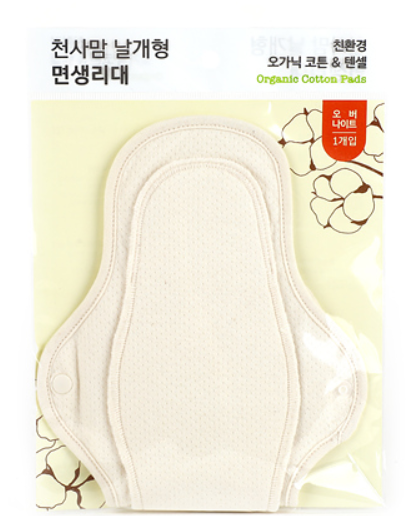 천사맘 날개형
면생리대
친환경
오가닉 코튼 & 텐셀
Organic Cotton Pads
오 버
나이트
1개입